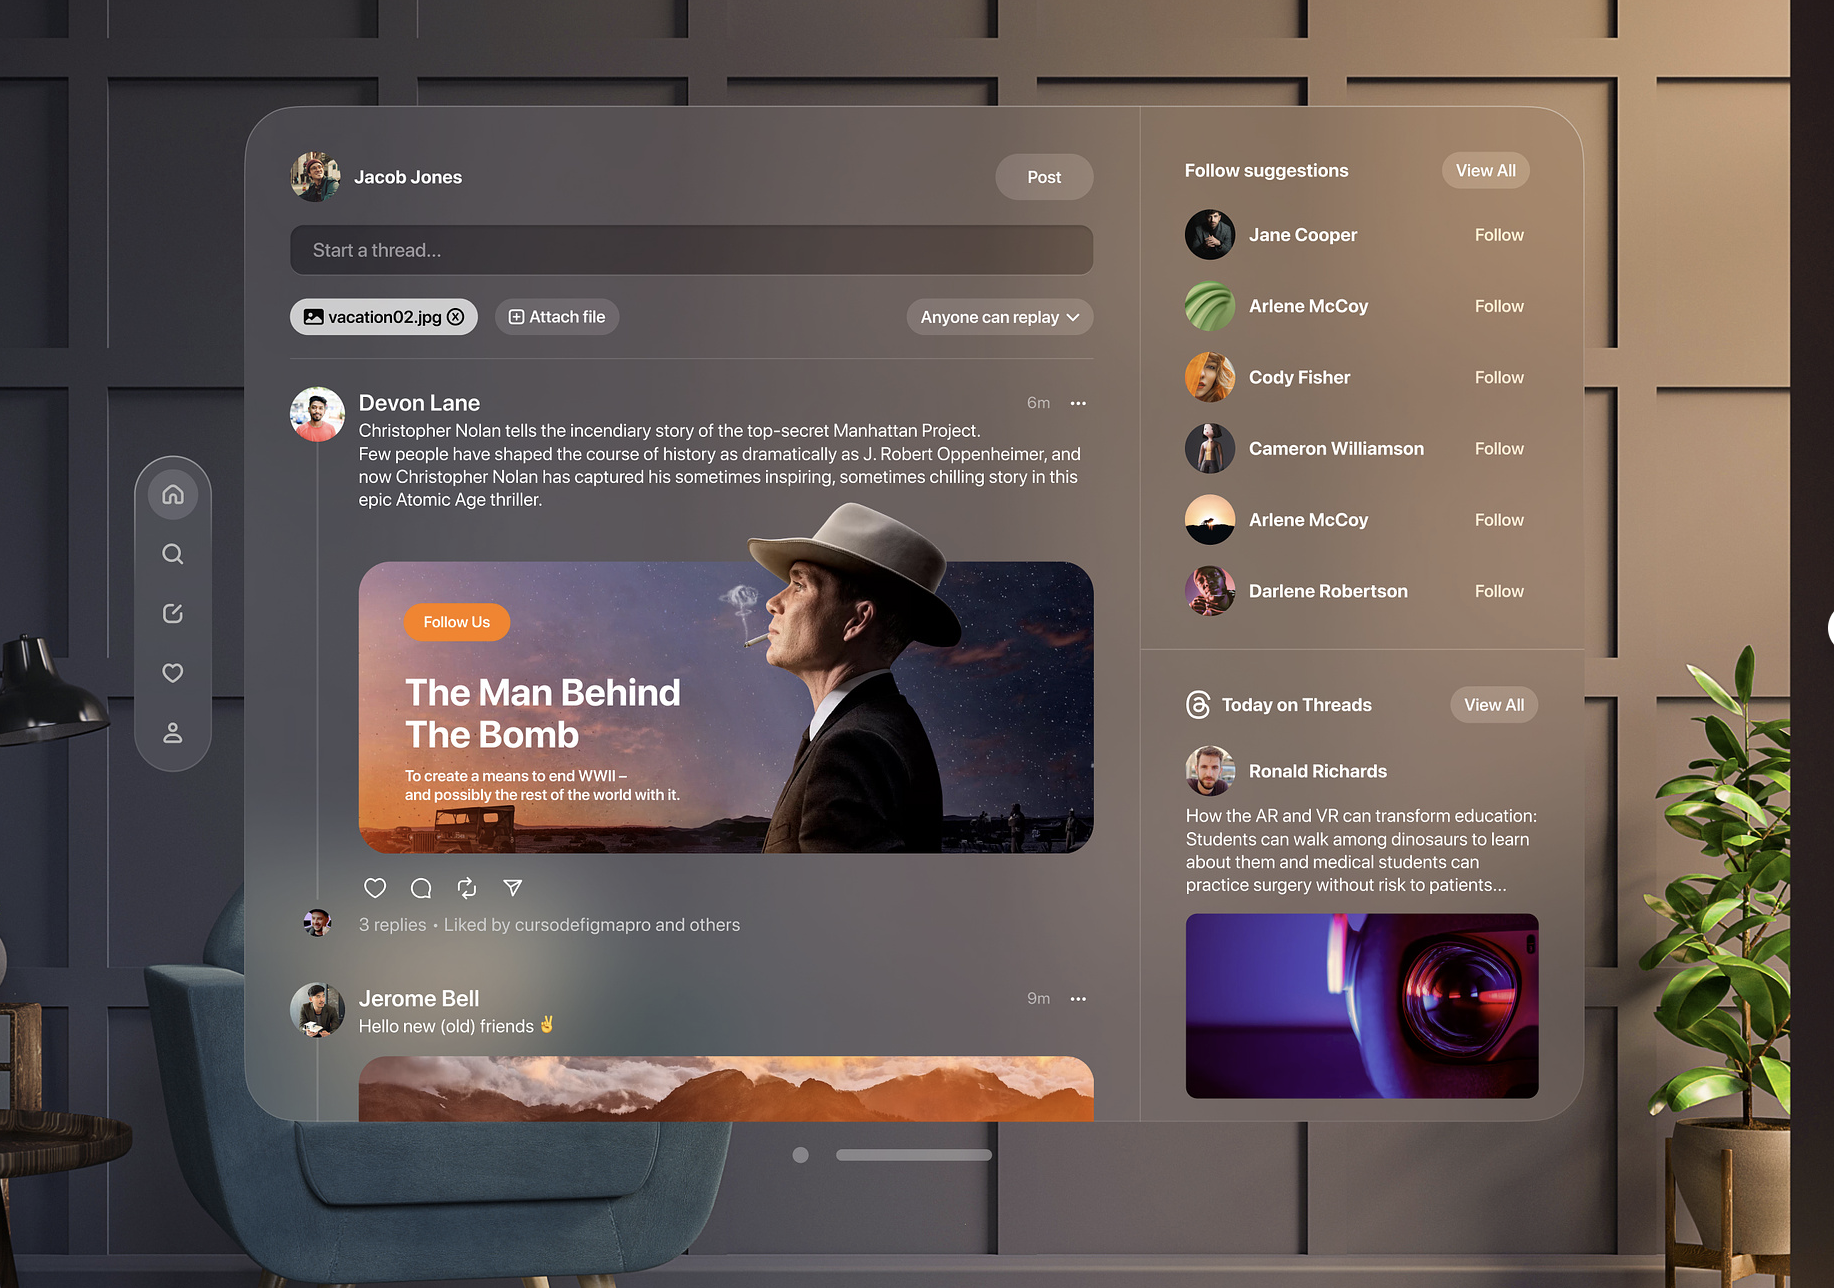 Jacob Jones
Post
Start a thread...
vacation02.jpg
Attach file
Anyone can replay
Devon Lane
6m
Christopher Nolan tells the incendiary story of the top-secret Manhattan Project.
Few people have shaped the course of history as dramatically as J. Robert Oppenheimer, and
now Christopher Nolan has captured his sometimes inspiring, sometimes chilling story in this
epic Atomic Age thriller.
Follow Us
The Man Behind
The Bomb
To create a means to end WWII –
and possibly the rest of the world with it.
3 replies • Liked by cursodefigmapro and others
Jerome Bell
9m
Hello new (old) friends ✌️
Follow suggestions
View All
Jane Cooper
Follow
Arlene McCoy
Follow
Cody Fisher
Follow
Cameron Williamson
Follow
Arlene McCoy
Follow
Darlene Robertson
Follow
Today on Threads
View All
Ronald Richards
How the AR and VR can transform education:
Students can walk among dinosaurs to learn
about them and medical students can
practice surgery without risk to patients...